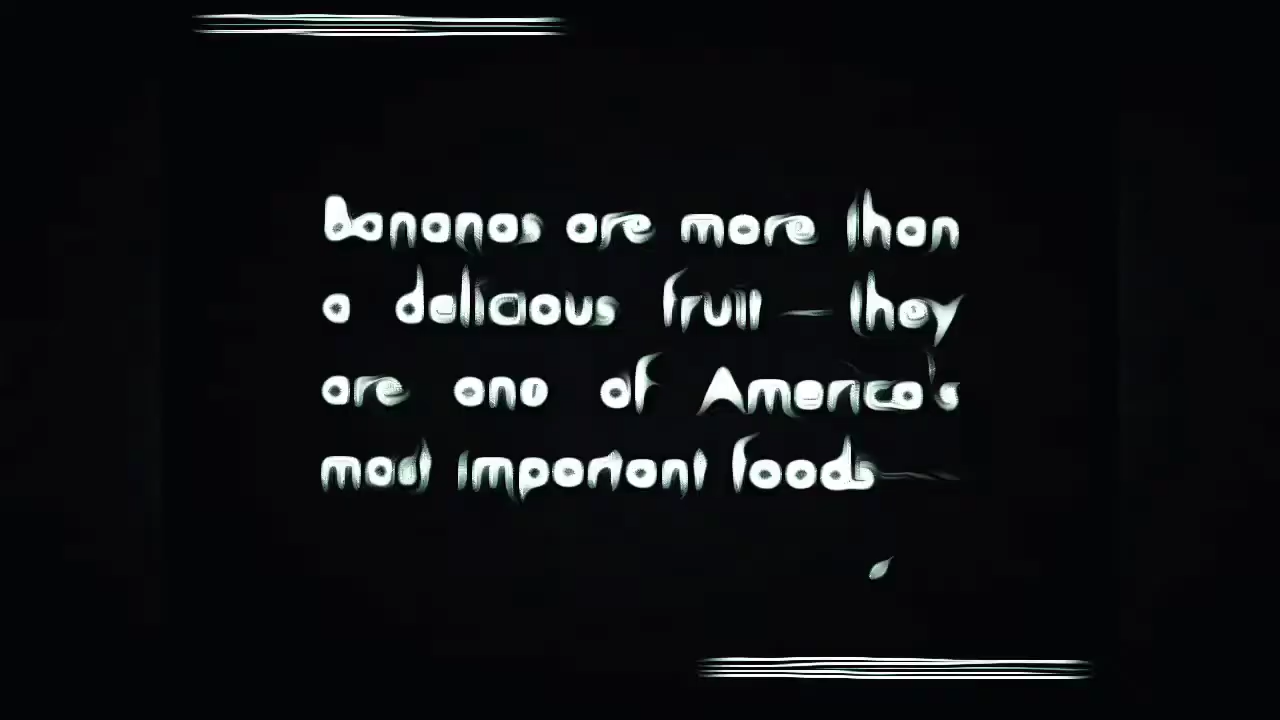 Bananas are more than
a delicious fruit — they
are one of America's
most important foods —